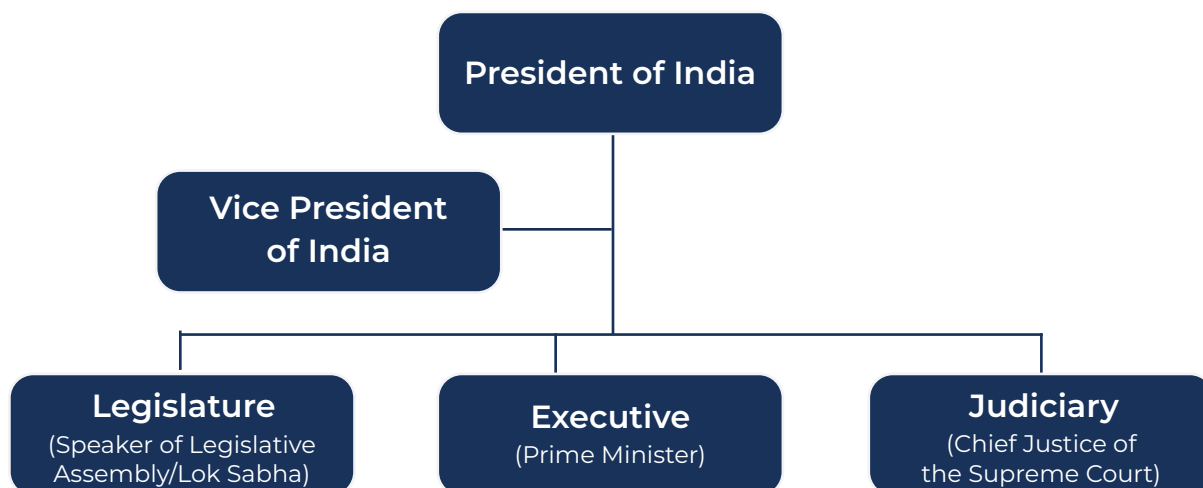 President of India
Vice President
of India
Legislature
(Speaker of Legislative
Assembly/Lok Sabha)
Executive
(Prime Minister)
Judiciary
(Chief Justice of
the Supreme Court)